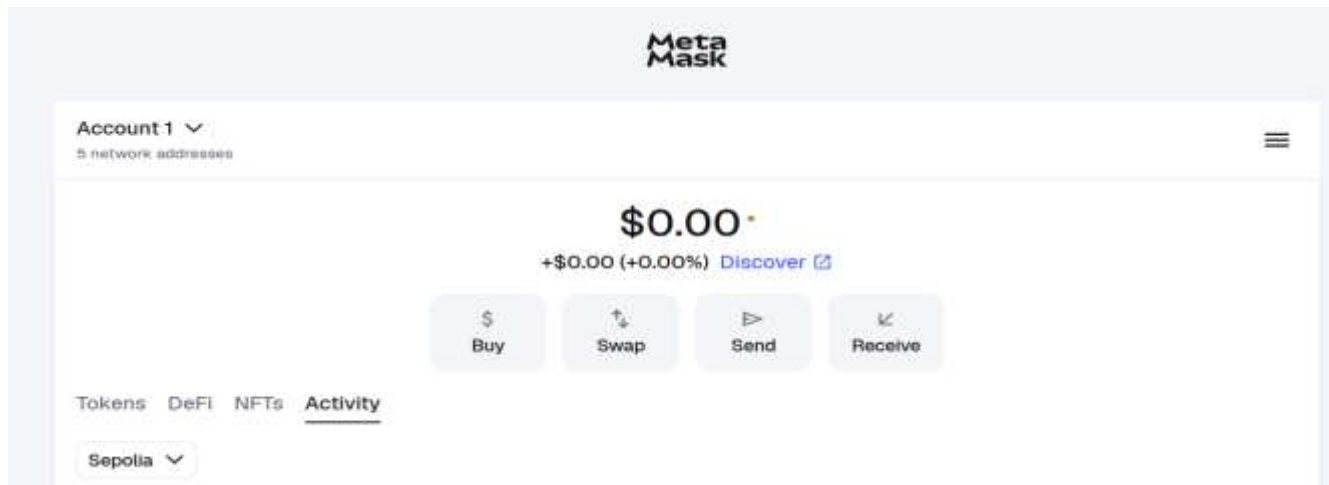 Meta
Mask
Account 1
5 network addresses
$0.00
+$0.00 (+0.00%) Discover
$
Buy Swap Send Receive
Tokens DeFi NFTs Activity
Sepolia